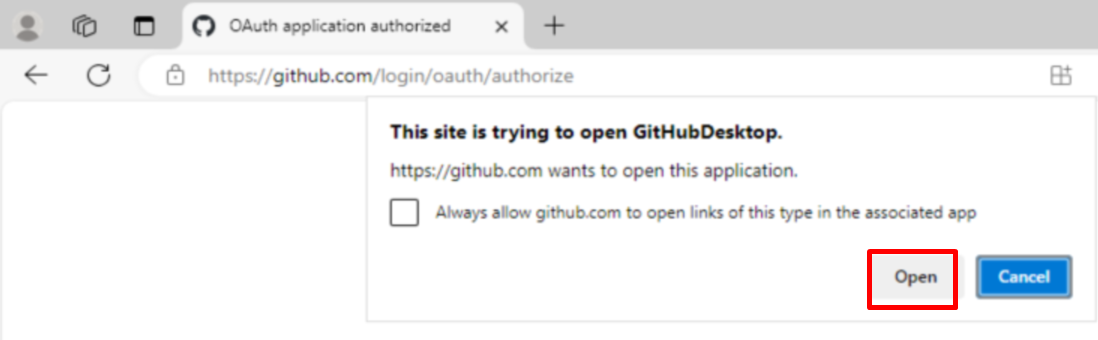 OAuth application authorized
https://github.com/login/oauth/authorize
This site is trying to open GitHubDesktop.
https://github.com wants to open this application.
Always allow github.com to open links of this type in the associated app
Open
Cancel